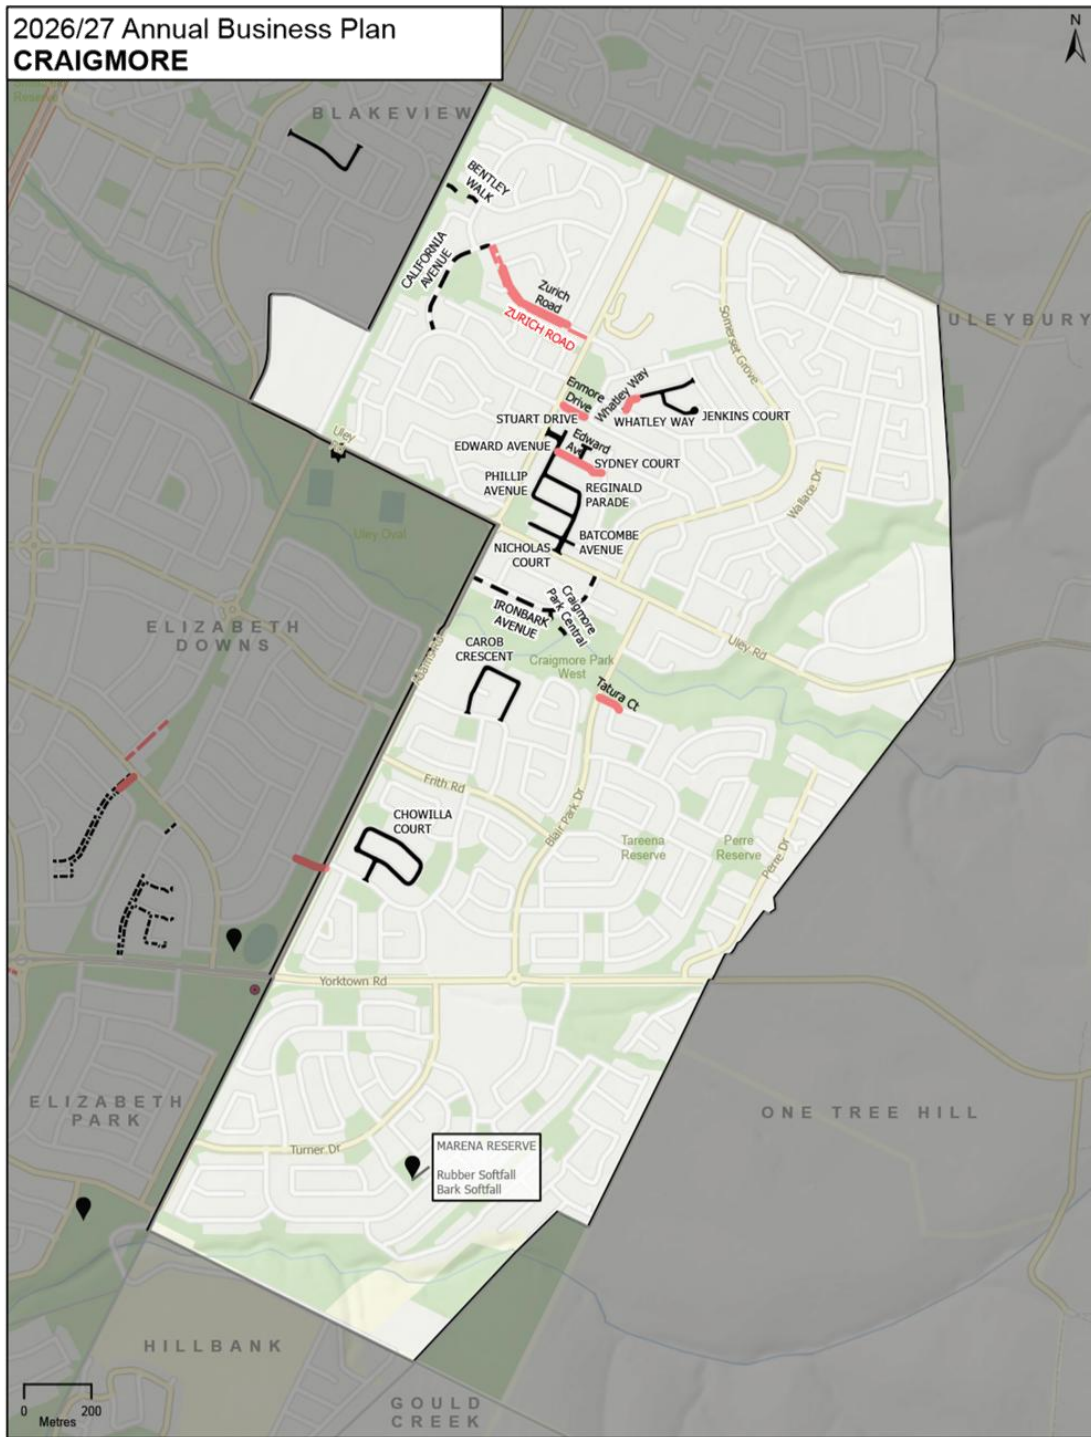 2026/27 Annual Business Plan
CRAIGMORE
N
BLAKEVIEW
BENTLEY
WALK
CALIFORNIA
AVENUE
Zurich
Road
ZURICH ROAD
ULEYBURY
Somerset Grove
Enmore
Drive
Whatley Way
STUART DRIVE
WHATLEY WAY
JENKINS COURT
EDWARD AVENUE
Edward
Av
SYDNEY COURT
Uley
PHILLIP
AVENUE
REGINALD
PARADE
Wallace Dr
Uley Oval
NICHOLAS
COURT
BATCOMBE
AVENUE
IRONBARK
AVENUE
Craigmore
Park Central
ELIZABETH
DOWNS
Uley Rd
CAROB
CRESCENT
Craigmore Park
West
Tatura Ct
Frith Rd
Blair Park Dr
CHOWILLA
COURT
Tareena
Reserve
Perre
Reserve
Perre Dr
Yorktown Rd
ELIZABETH
PARK
ONE TREE HILL
Turner Dr
MARENA RESERVE
Rubber Softfall
Bark Softfall
HILLBANK
GOULD
CREEK
0 200
Metres